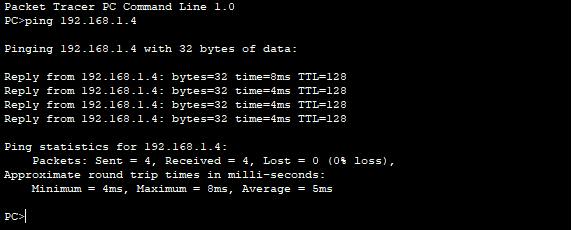 Packet Tracer PC Command Line 1.0
PC>ping 192.168.1.4
Pinging 192.168.1.4 with 32 bytes of data:
Reply from 192.168.1.4: bytes=32 time=8ms TTL=128
Reply from 192.168.1.4: bytes=32 time=4ms TTL=128
Reply from 192.168.1.4: bytes=32 time=4ms TTL=128
Reply from 192.168.1.4: bytes=32 time=4ms TTL=128
Ping statistics for 192.168.1.4:
    Packets: Sent = 4, Received = 4, Lost = 0 (0% loss),
Approximate round trip times in milli-seconds:
    Minimum = 4ms, Maximum = 8ms, Average = 5ms
PC>